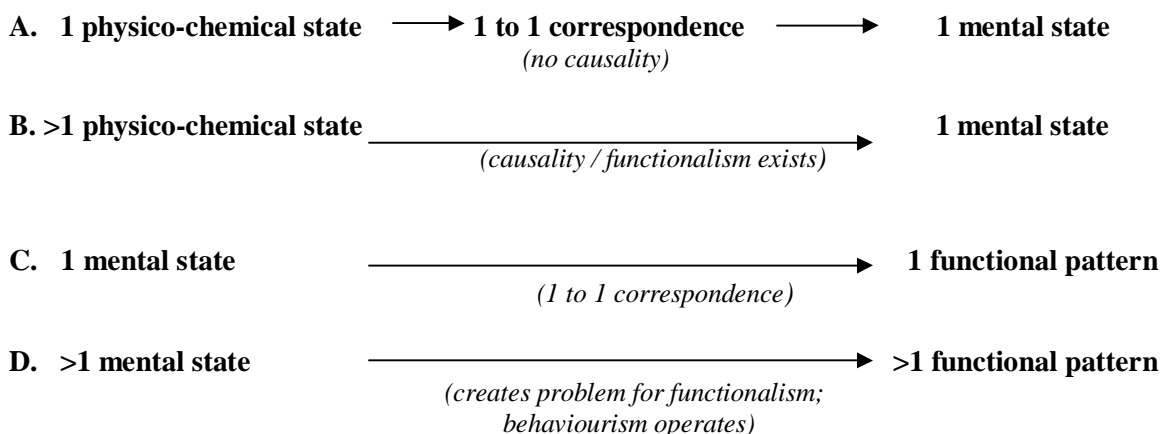 A. 1 physico-chemical state 1 to 1 correspondence 1 mental state
(no causality)
B. >1 physico-chemical state 1 mental state
(causality / functionalism exists)
C. 1 mental state 1 functional pattern
(1 to 1 correspondence)
D. >1 mental state >1 functional pattern
(creates problem for functionalism;
behaviourism operates)